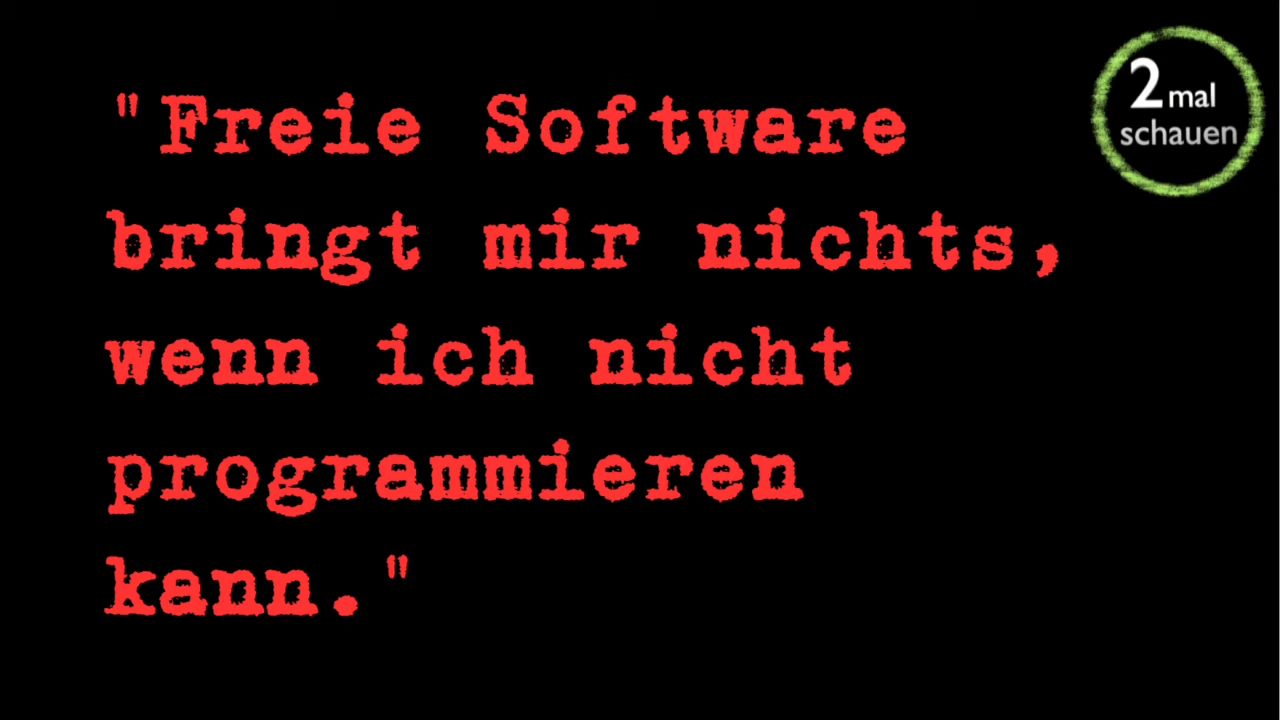 "Freie Software
bringt mir nichts,
wenn ich nicht
programmieren
kann."
2 mal
schauen